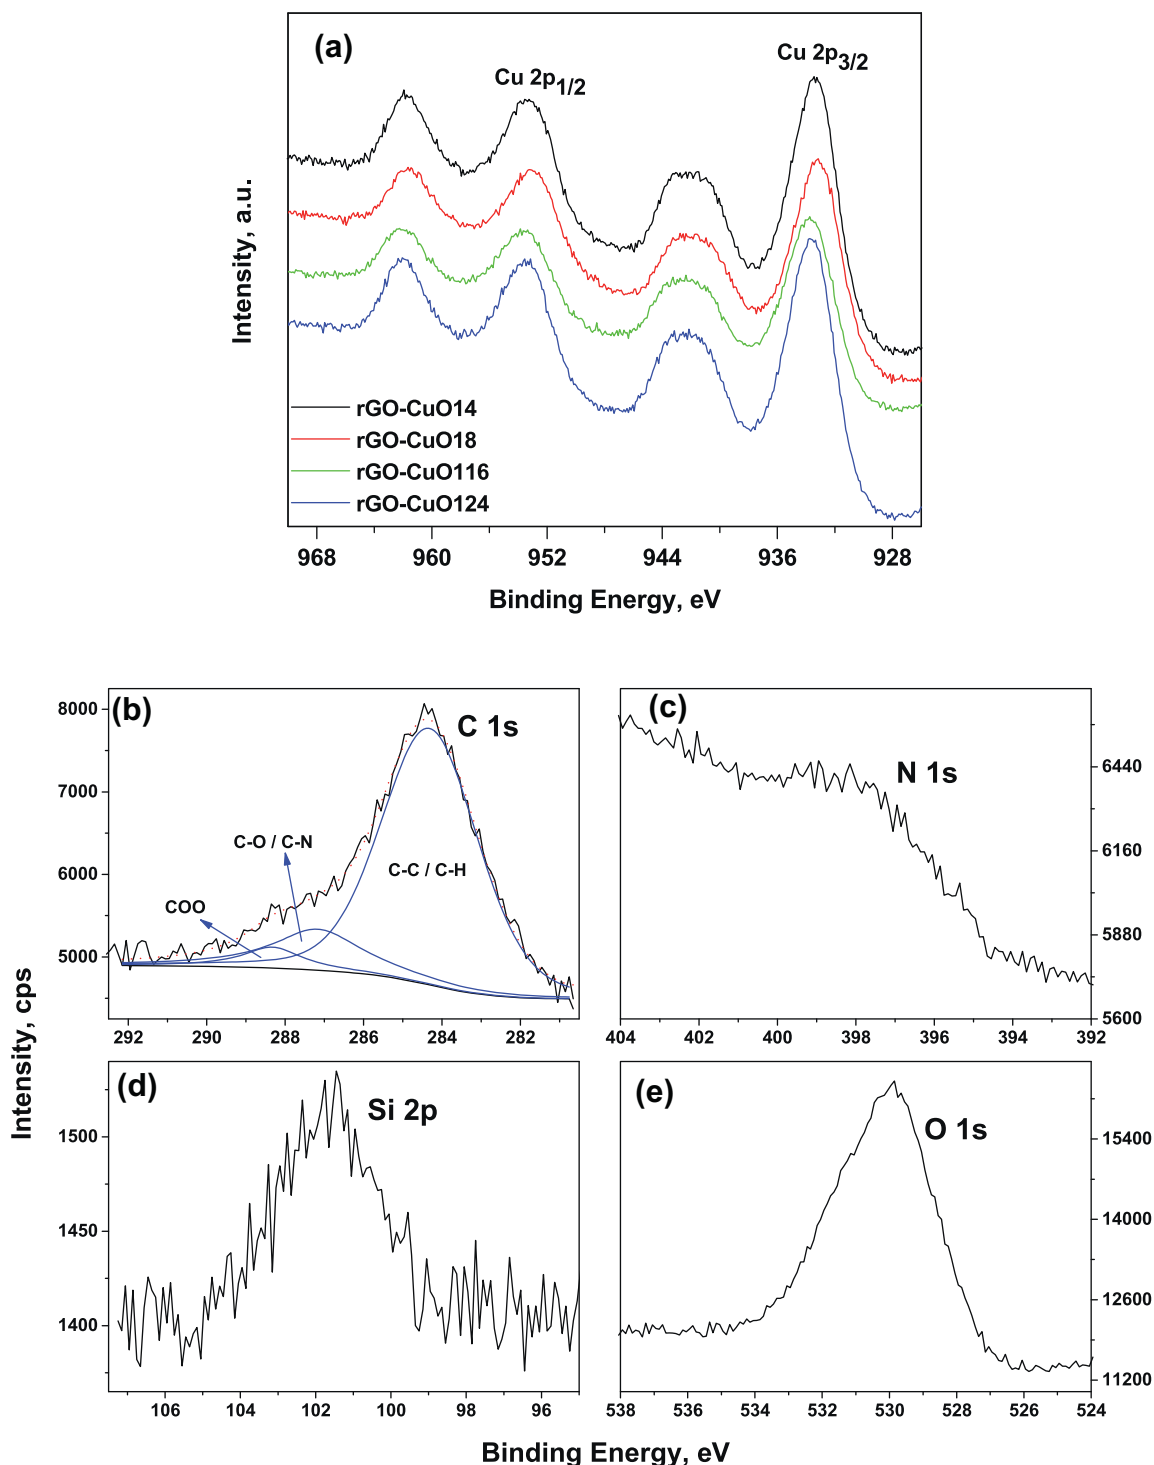 (a)
Cu 2p1/2
Cu 2p3/2
Intensity, a.u.
rGO-CuO14
rGO-CuO18
rGO-CuO116
rGO-CuO124
968 960 952 944 936 928
Binding Energy, eV
(b)
C 1s
8000
7000
6000
5000
C-O / C-N
C-C / C-H
COO
292 290 288 286 284 282
(c)
N 1s
6440
6160
5880
5600
404 402 400 398 396 394 392
Intensity, cps
(d)
Si 2p
1500
1450
1400
106 104 102 100 98 96
(e)
O 1s
15400
14000
12600
11200
538 536 534 532 530 528 526 524
Binding Energy, eV